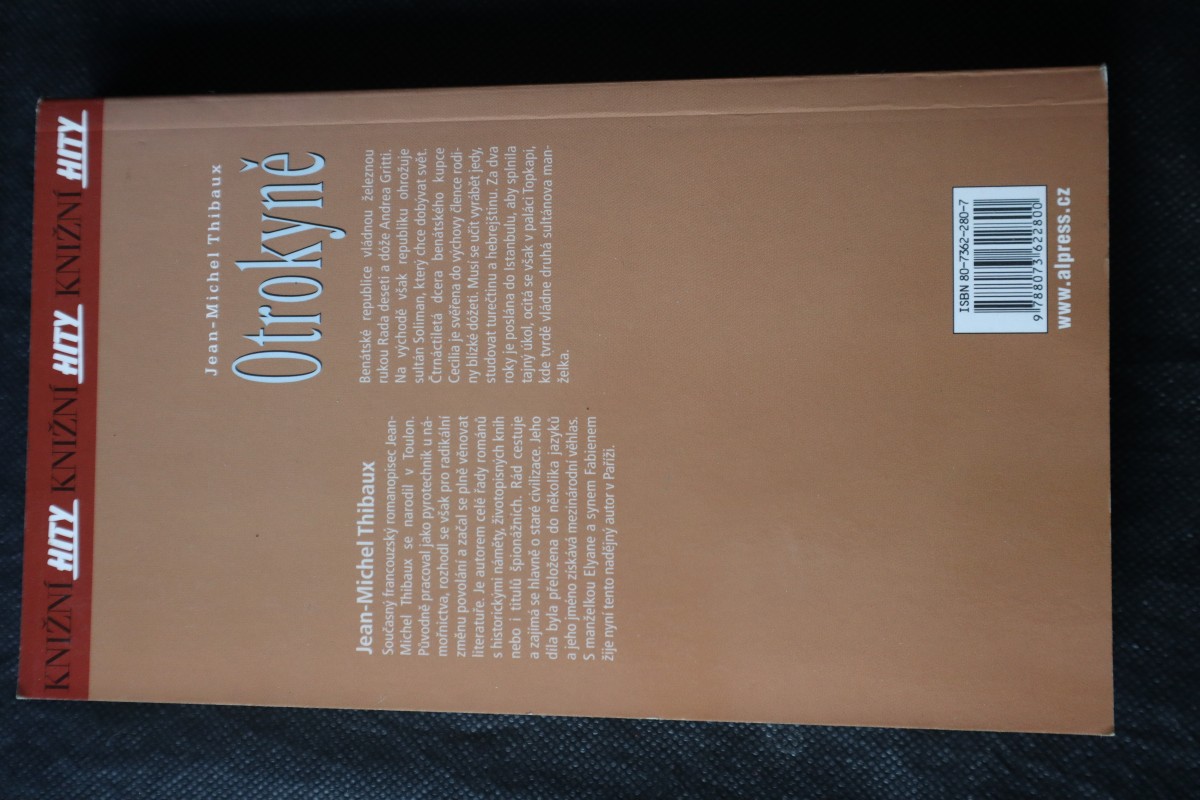 KNIŽNÍ HITY KNIŽNÍ HITY KNIŽNÍ HITY
Jean-Michel Thibaux
Otrokyně
Jean-Michel Thibaux
Současný francouzský romanopisec Jean-
Michel Thibaux se narodil v Toulon.
Původně pracoval jako pyrotechnik u ná-
mořnictva, rozhodl se však pro radikální
změnu povolání a začal se plně věnovat
literatuře. Je autorem celé řady románů
s historickými náměty, životopisných knih
nebo i titulů špionážních. Rád cestuje
a zajímá se hlavně o staré civilizace. Jeho
díla byla přeložena do několika jazyků
a jeho jméno získává mezinárodní věhlas.
S manželkou Elyane a synem Fabienem
žije nyní tento nadějný autor v Paříži.
Benátské republice vládnou železnou
rukou Rada deseti a dóže Andrea Gritti.
Na východě však republiku ohrožuje
sultán Soliman, který chce dobývat svět.
Čtrnáctiletá dcera benátského kupce
Cecilia je svěřena do výchovy člence rodi-
ny blízké dóžeti. Musí se učit vyrábět jedy,
studovat turečtinu a hebrejštinu. Za dva
roky je poslána do Istambulu, aby splnila
tajný úkol, ocitá se však v paláci Topkapi,
kde tvrdě vládne druhá sultánova man-
želka.
ISBN 80-7362-280-7
9 788073 622800
www.alpress.cz